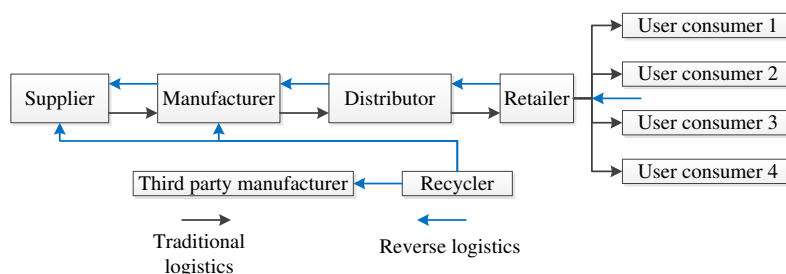 User consumer 1
User consumer 2
Supplier
Manufacturer
Distributor
Retailer
User consumer 3
User consumer 4
Third party manufacturer
Recycler
Traditional
logistics
Reverse logistics